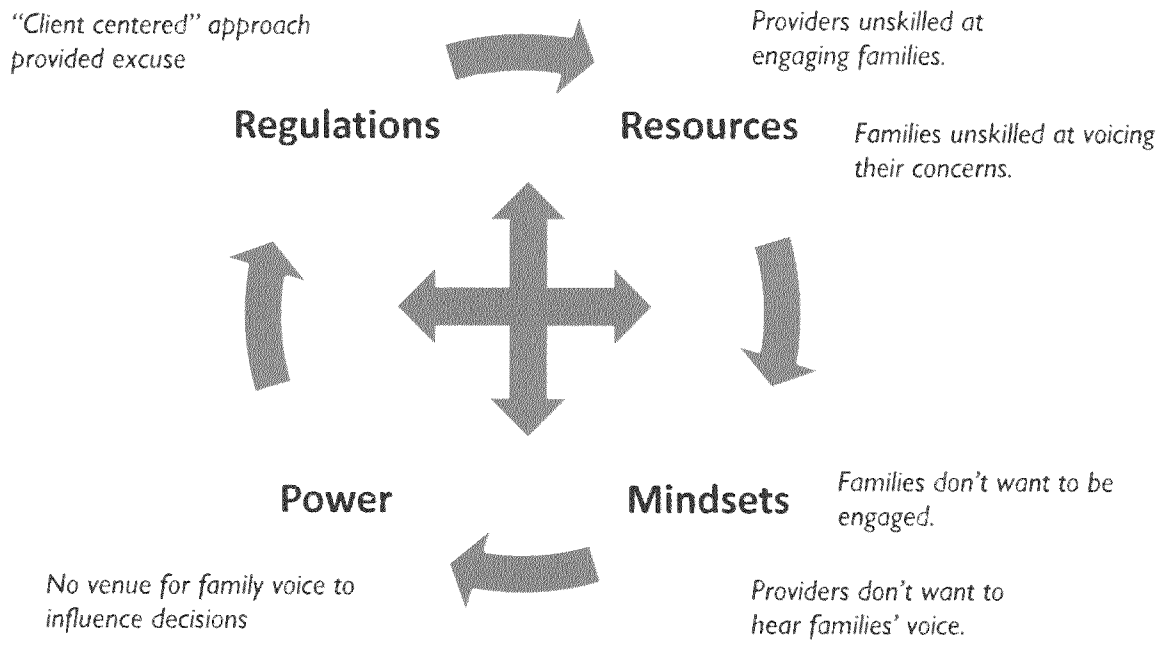 “Client centered” approach
provided excuse
Providers unskilled at
engaging families.
Regulations
Resources
Families unskilled at voicing
their concerns.
Power
Mindsets
Families don’t want to be
engaged.
No venue for family voice to
influence decisions
Providers don’t want to
hear families’ voice.